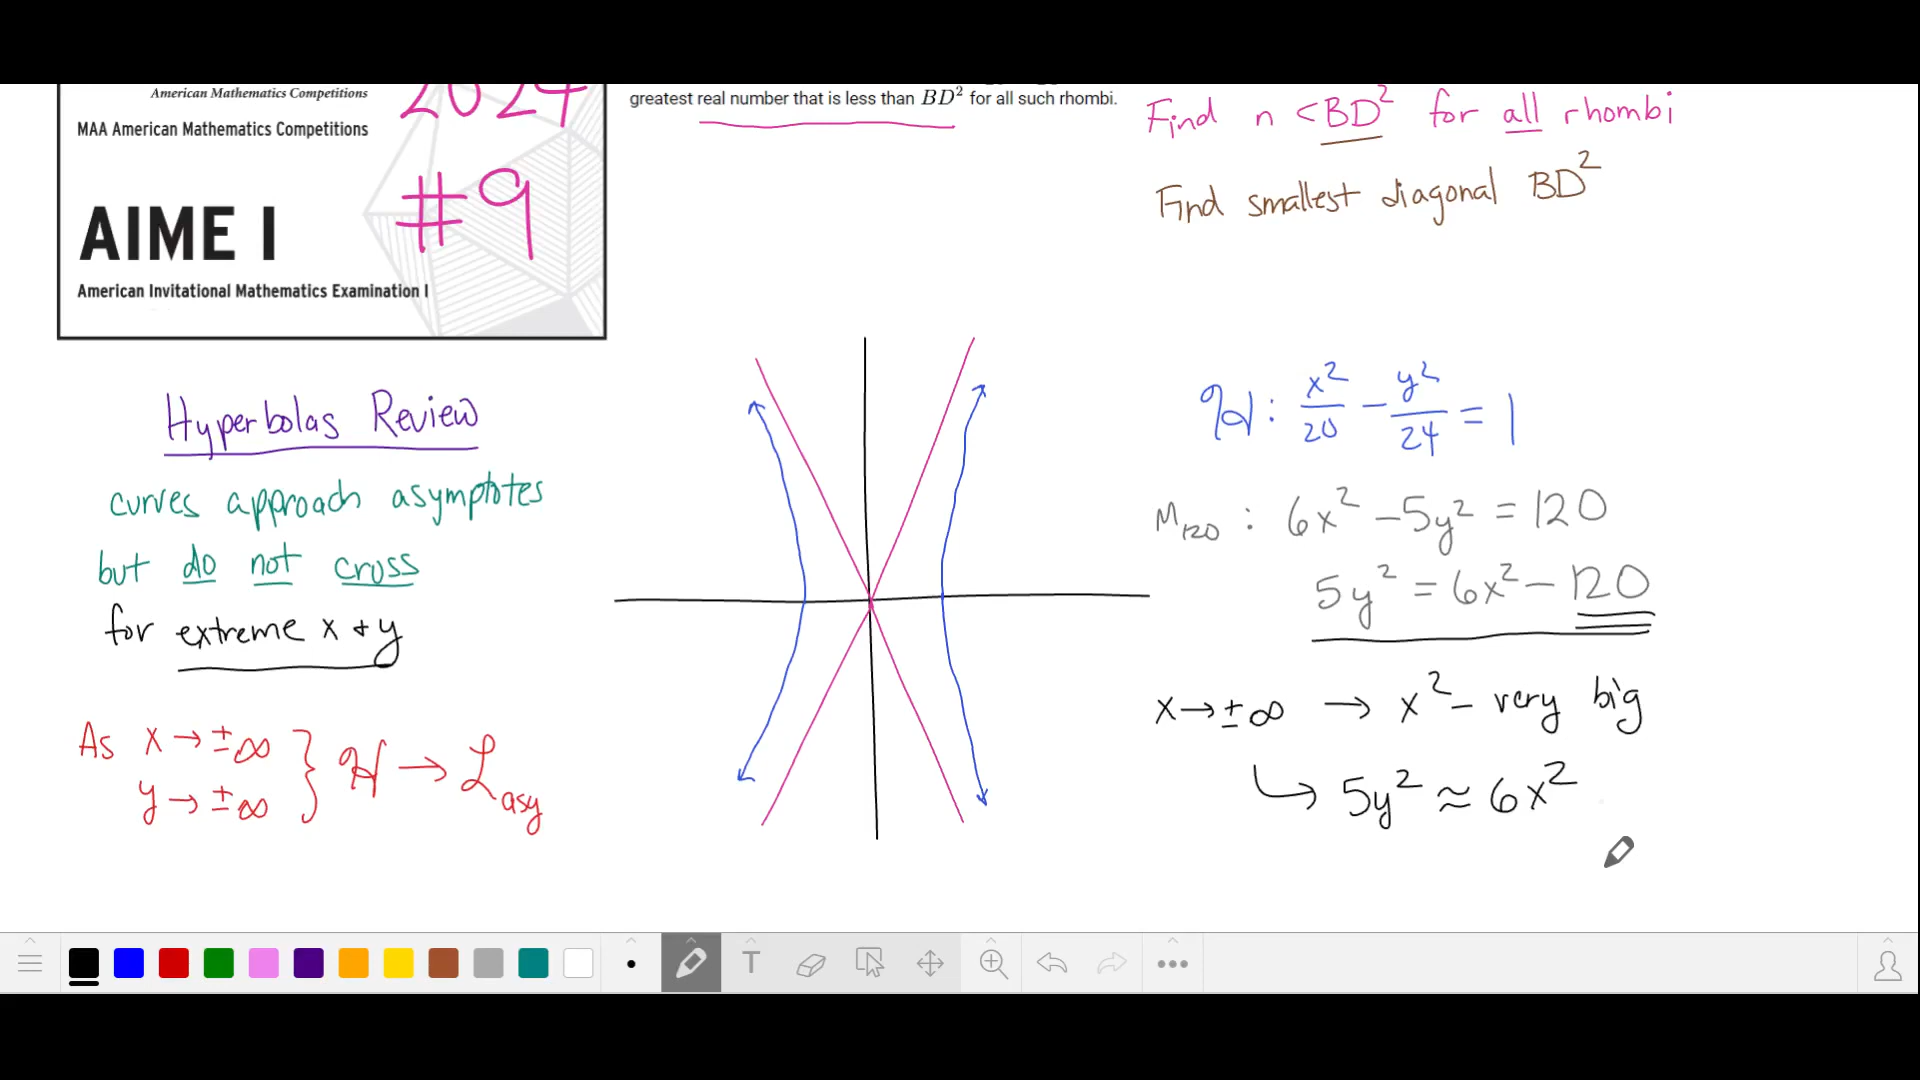 American Mathematics Competitions
MAA American Mathematics Competitions
2024
#9
AIME I
American Invitational Mathematics Examination I
greatest real number that is less than BD² for all such rhombi.
Find n < BD² for all rhombi
Find smallest diagonal BD²
Hyperbolas Review
curves approach asymptotes
but do not cross
for extreme x + y
As x → ±∞
y → ±∞
} H → L_asy
H: x²/20 − y²/24 = 1
M₁₂₀: 6x² − 5y² = 120
5y² = 6x² − 120
x → ±∞ → x² - very big
↳ 5y² ≈ 6x²
T